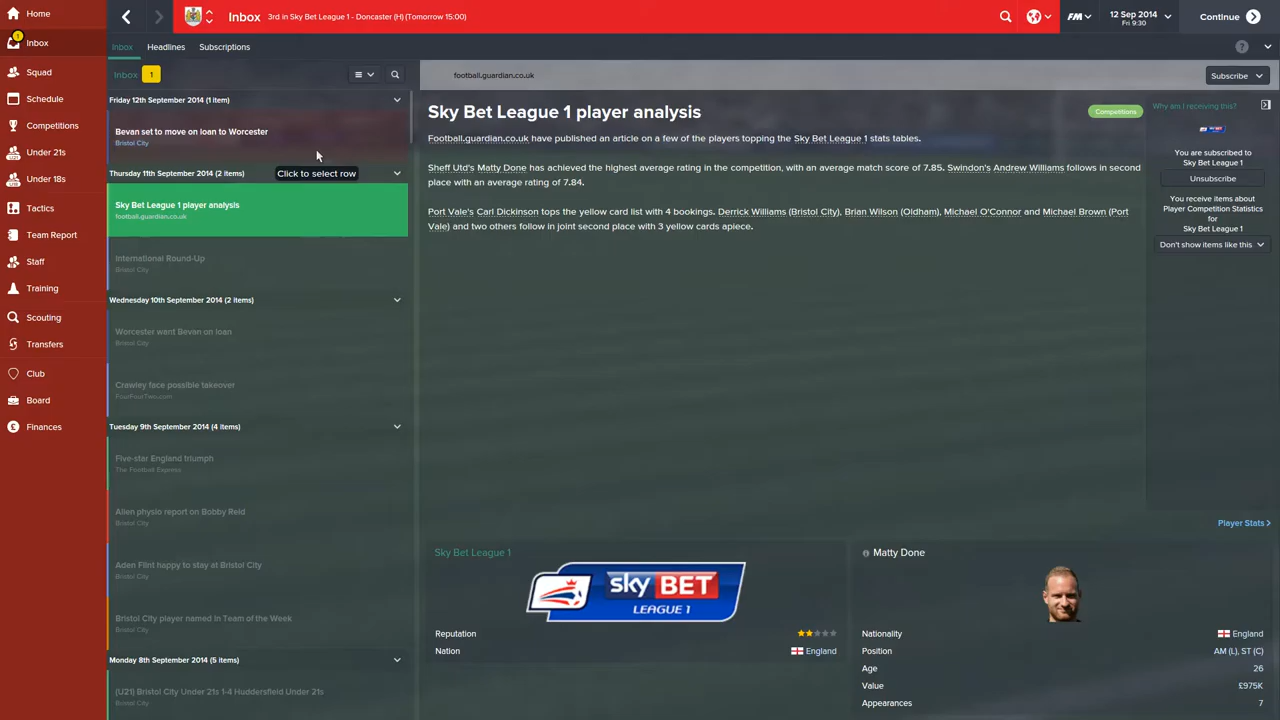 Home
Inbox
3rd in Sky Bet League 1 - Doncaster (H) (Tomorrow 15:00)
FM
12 Sep 2014
Fri 9:30
Continue
1
Inbox
Squad
Schedule
Competitions
U21
Under 21s
U18
Under 18s
Tactics
Team Report
Staff
Training
Scouting
Transfers
Club
Board
Finances
Inbox
Headlines
Subscriptions
Inbox
1
Friday 12th September 2014 (1 item)
Bevan set to move on loan to Worcester
Bristol City
Thursday 11th September 2014 (2 items)
Click to select row
Sky Bet League 1 player analysis
football.guardian.co.uk
International Round-Up
Bristol City
Wednesday 10th September 2014 (2 items)
Worcester want Bevan on loan
Bristol City
Crawley face possible takeover
FourFourTwo.com
Tuesday 9th September 2014 (4 items)
Five-star England triumph
The Football Express
Alien physio report on Bobby Reid
Bristol City
Aden Flint happy to stay at Bristol City
Bristol City
Bristol City player named in Team of the Week
Bristol City
Monday 8th September 2014 (5 items)
(U21) Bristol City Under 21s 1-4 Huddersfield Under 21s
Bristol City
football.guardian.co.uk
Subscribe
Sky Bet League 1 player analysis
Competitions
Football.guardian.co.uk have published an article on a few of the players topping the Sky Bet League 1 stats tables.
Sheff Utd's Matty Done has achieved the highest average rating in the competition, with an average match score of 7.85. Swindon's Andrew Williams follows in second
place with an average rating of 7.84.
Port Vale's Carl Dickinson tops the yellow card list with 4 bookings. Derrick Williams (Bristol City), Brian Wilson (Oldham), Michael O'Connor and Michael Brown (Port
Vale) and two others follow in joint second place with 3 yellow cards apiece.
Why am I receiving this?
sky BET
You are subscribed to
Sky Bet League 1
Unsubscribe
You receive items about
Player Competition Statistics
for
Sky Bet League 1
Don't show items like this
Player Stats
Sky Bet League 1
sky BET
LEAGUE 1
Reputation
Nation
England
Matty Done
Nationality
England
Position
AM (L), ST (C)
Age
26
Value
£975K
Appearances
7